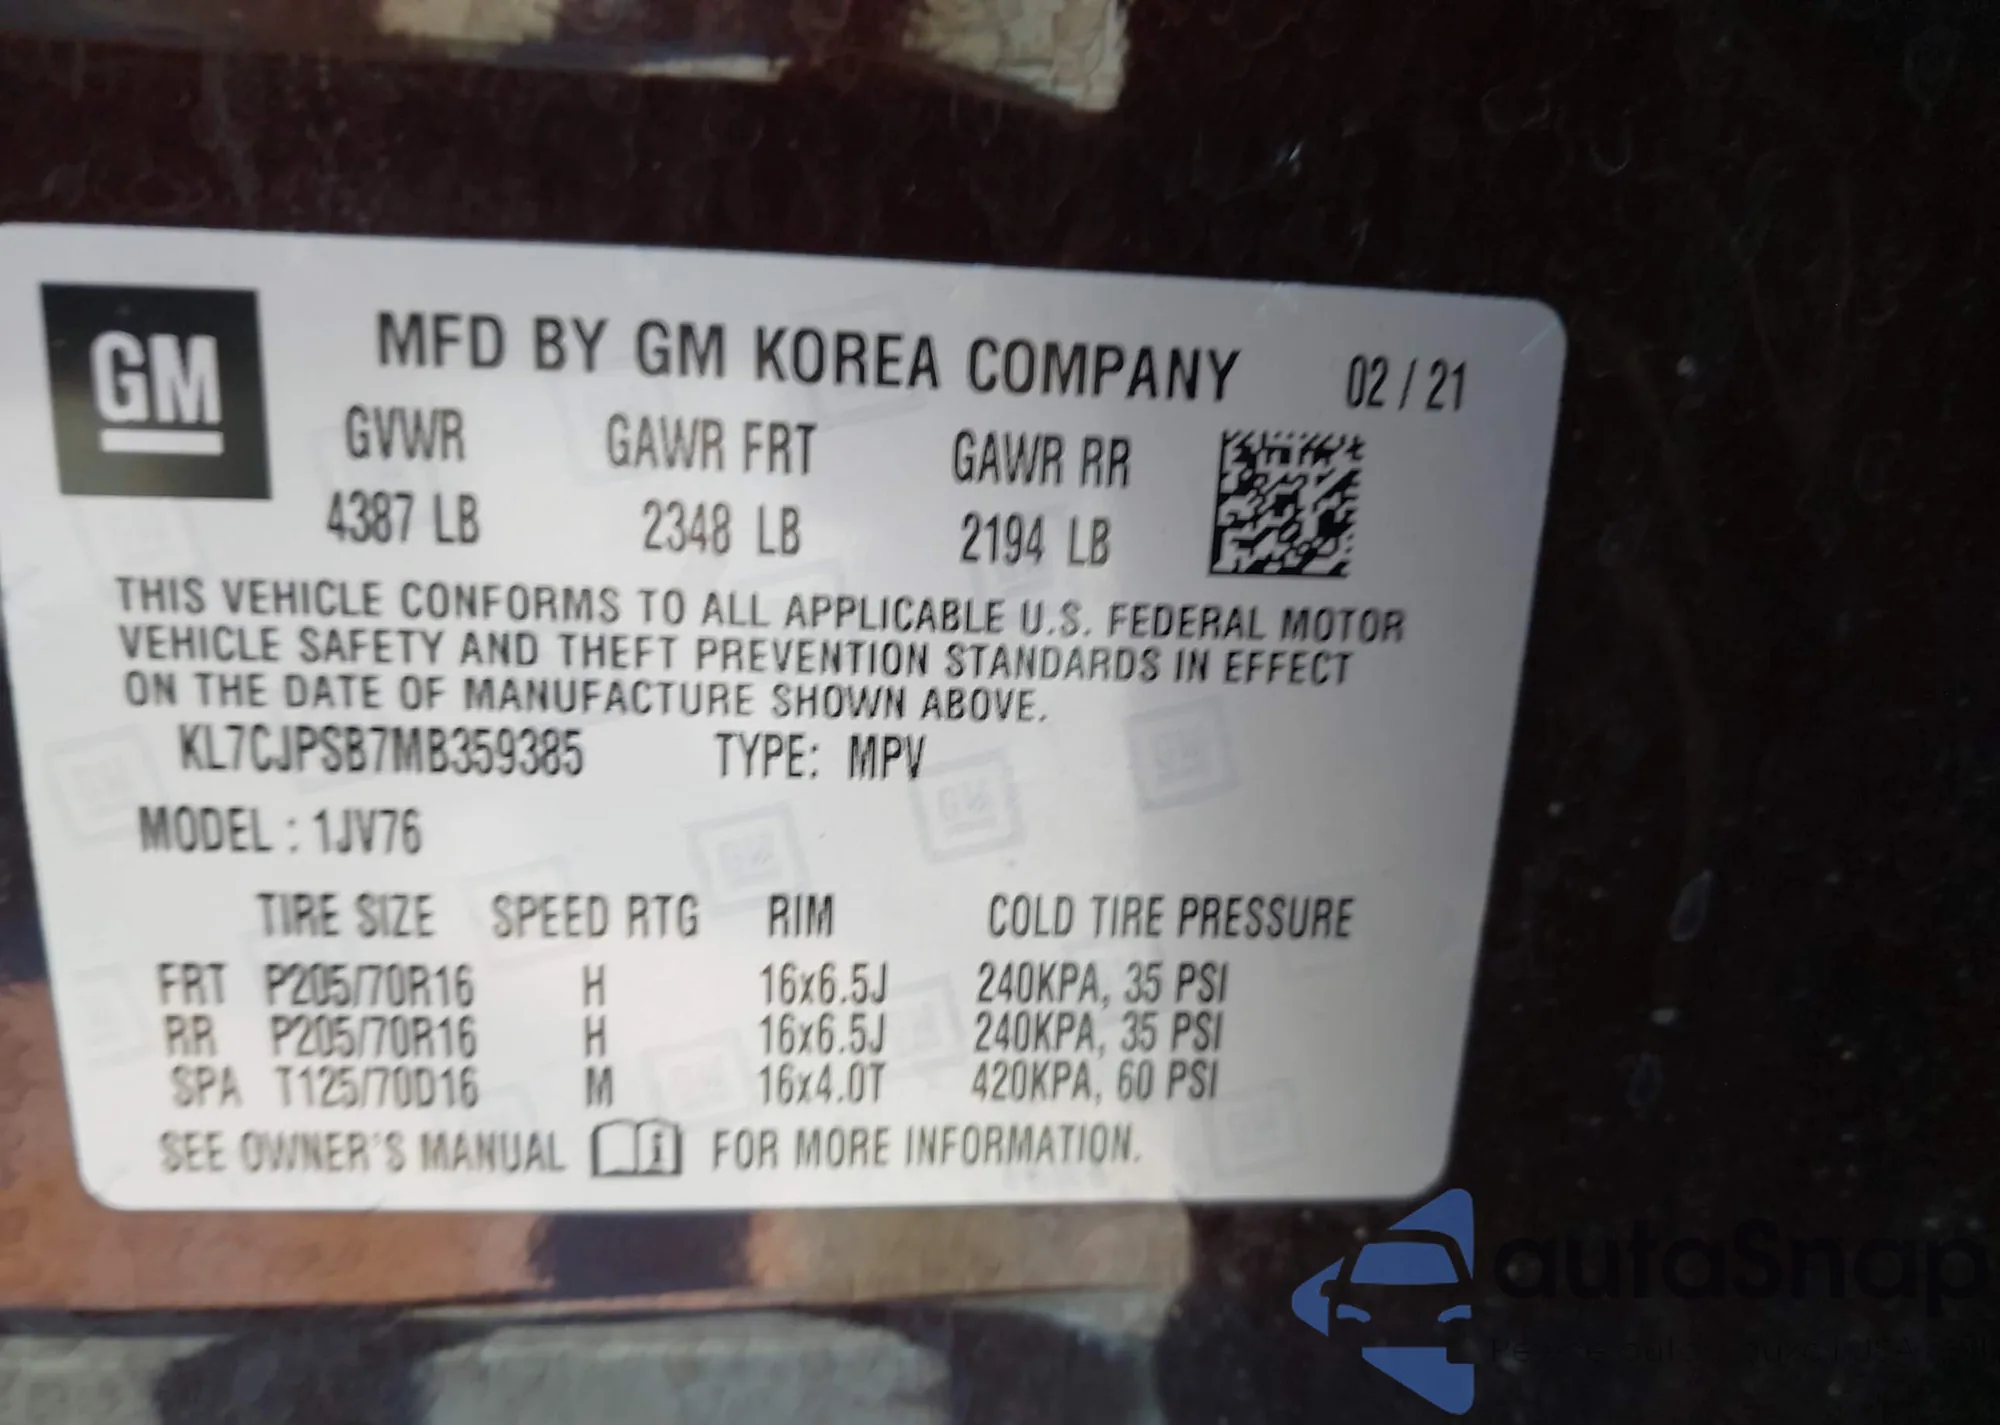 GM
MFD BY GM KOREA COMPANY 02 / 21
GVWR GAWR FRT GAWR RR
4387 LB 2348 LB 2194 LB
THIS VEHICLE CONFORMS TO ALL APPLICABLE U.S. FEDERAL MOTOR
VEHICLE SAFETY AND THEFT PREVENTION STANDARDS IN EFFECT
ON THE DATE OF MANUFACTURE SHOWN ABOVE.
KL7CJPSB7MB359385 TYPE: MPV
MODEL : 1JV76
TIRE SIZE SPEED RTG RIM COLD TIRE PRESSURE
FRT P205/70R16 H 16x6.5J 240KPA, 35 PSI
RR P205/70R16 H 16x6.5J 240KPA, 35 PSI
SPA T125/70D16 M 16x4.0T 420KPA, 60 PSI
SEE OWNER'S MANUAL i FOR MORE INFORMATION.
autaSnap